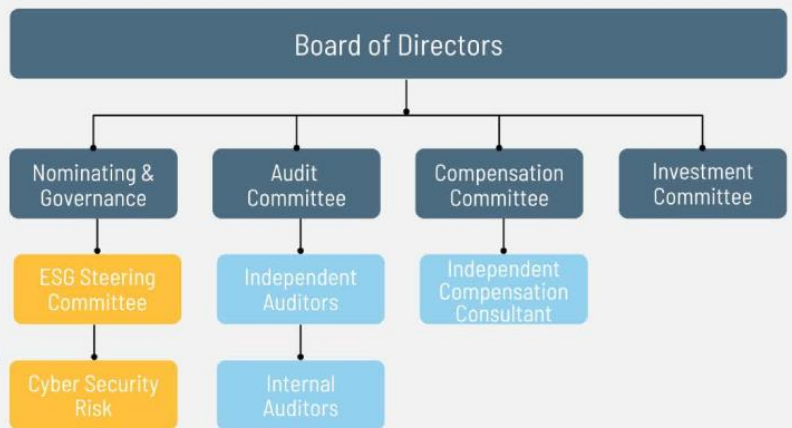 Board of Directors
Nominating &
Governance
Audit
Committee
Compensation
Committee
Investment
Committee
ESG Steering
Committee
Independent
Auditors
Independent
Compensation
Consultant
Cyber Security
Risk
Internal
Auditors